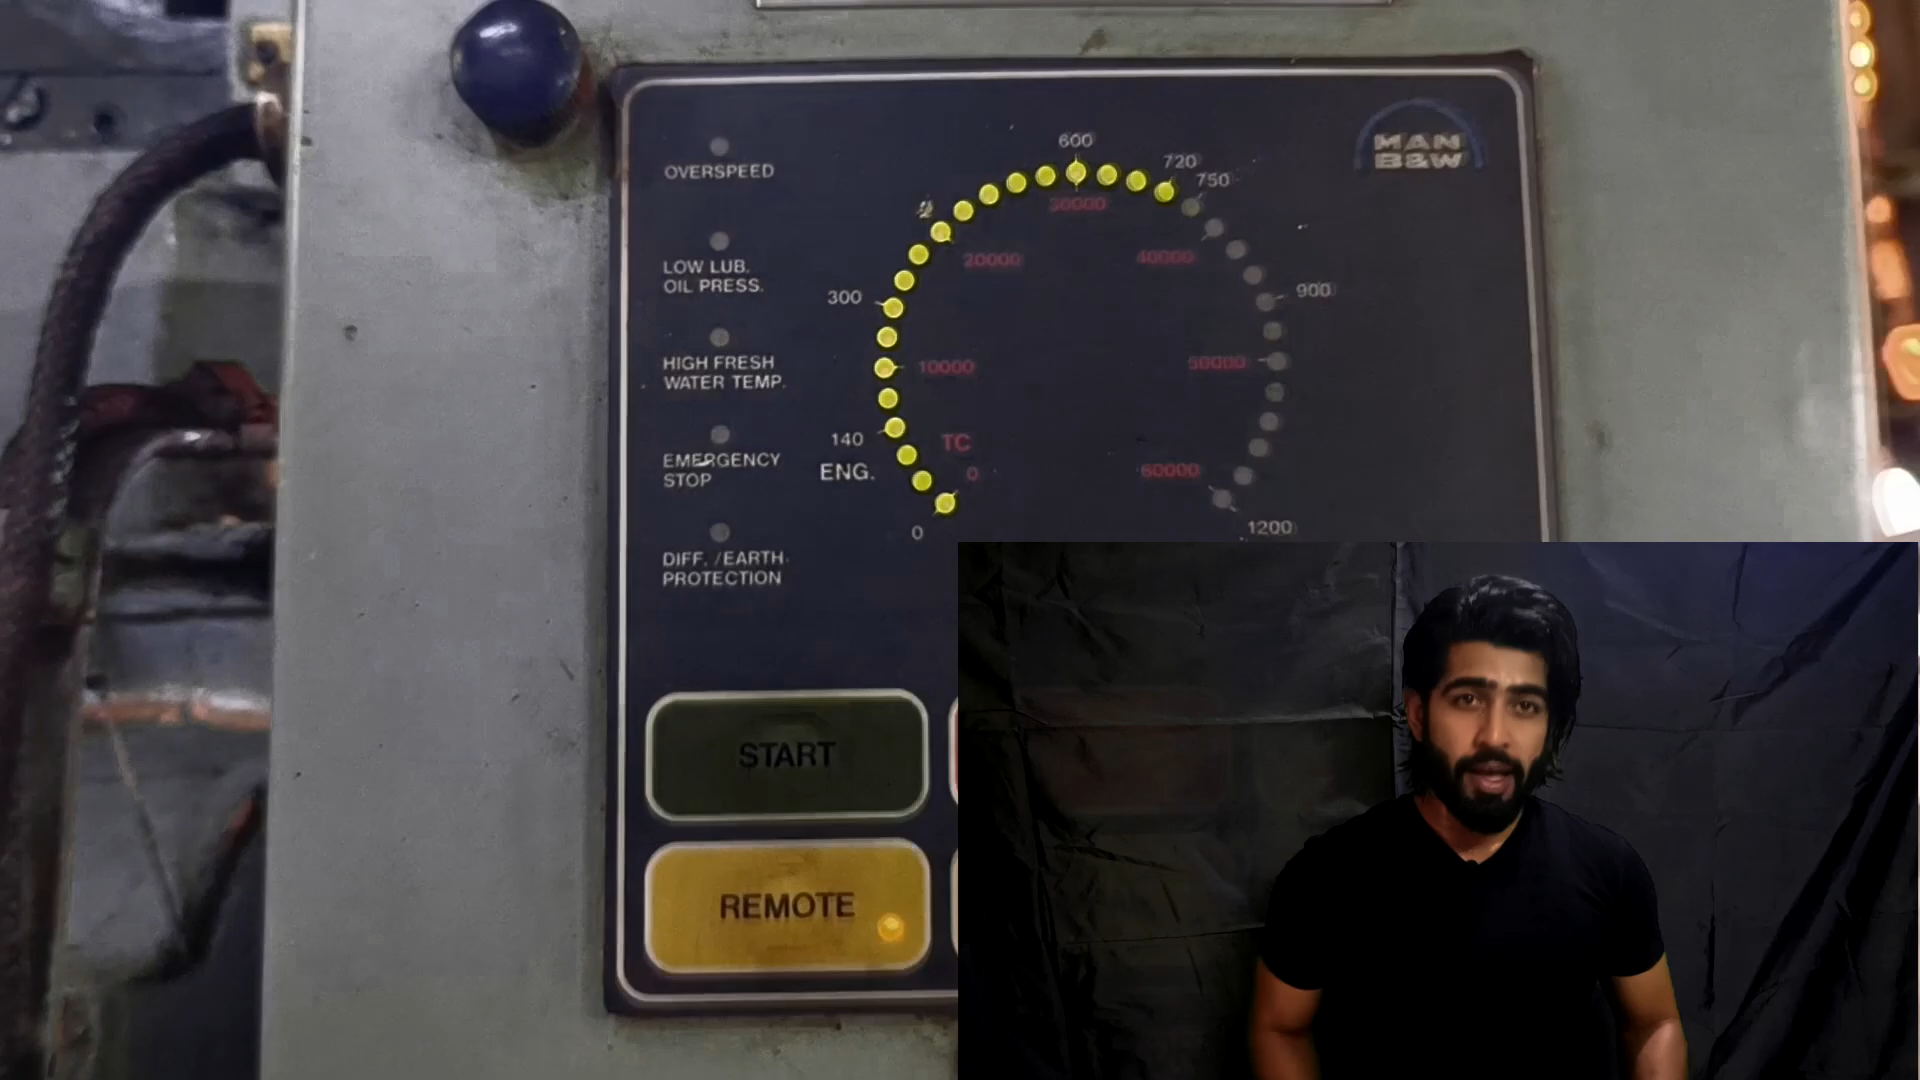 MAN
B&W
OVERSPEED
LOW LUB.
OIL PRESS.
HIGH FRESH
WATER TEMP.
EMERGENCY
STOP
DIFF. /EARTH
PROTECTION
600
720
750
300
900
140
ENG.
0
1200
30000
20000
40000
10000
50000
TC
0
60000
START
REMOTE